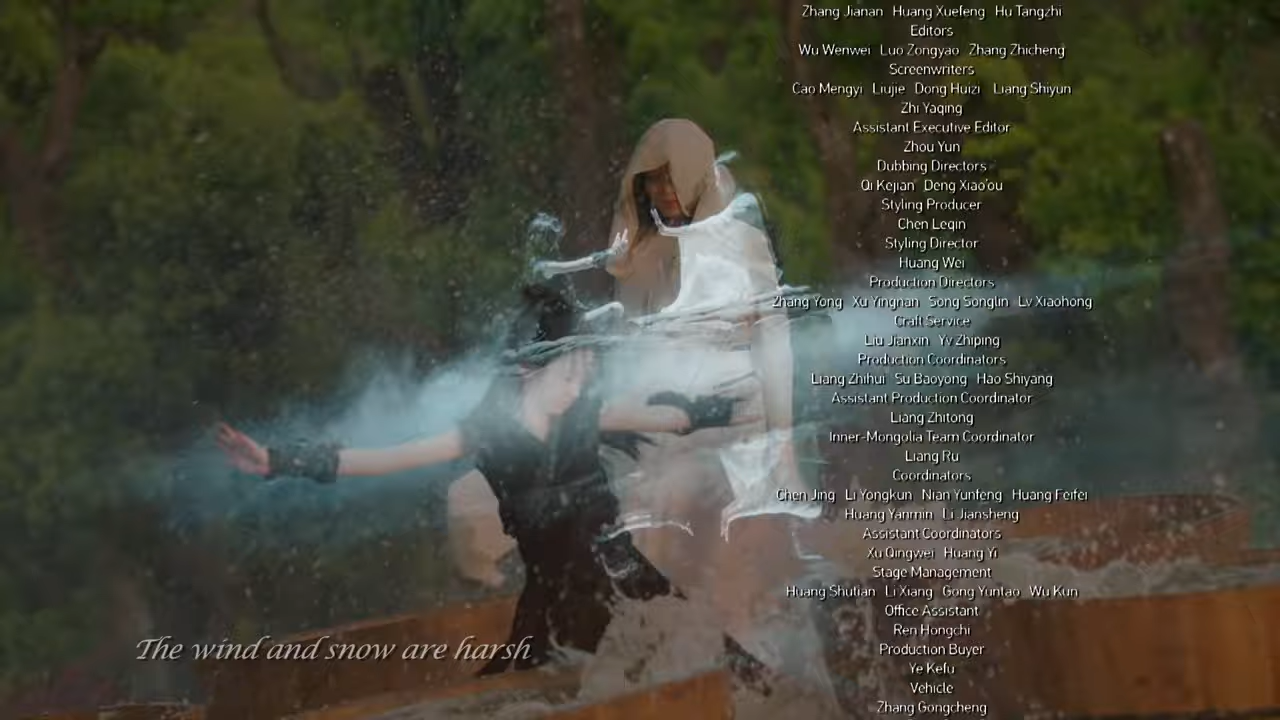 Zhang Jianan Huang Xuefeng Hu Tangzhi
Editors
Wu Wenwei Luo Zongyao Zhang Zhicheng
Screenwriters
Cao Mengyi Liujie Dong Huizi Liang Shiyun
Zhi Yaqing
Assistant Executive Editor
Zhou Yun
Dubbing Directors
Qi Kejian Deng Xiao'ou
Styling Producer
Chen Leqin
Styling Director
Huang Wei
Production Directors
Zhang Yong Xu Yingnan Song Songlin Lv Xiaohong
Craft Service
Liu Jianxin Yv Zhiping
Production Coordinators
Liang Zhihui Su Baoyong Hao Shiyang
Assistant Production Coordinator
Liang Zhitong
Inner-Mongolia Team Coordinator
Liang Ru
Coordinators
Chen Jing Li Yongkun Nian Yunfeng Huang Feifei
Huang Yanmin Li Jiansheng
Assistant Coordinators
Xu Qingwei Huang Yi
Stage Management
Huang Shutian Li Xiang Gong Yuntao Wu Kun
Office Assistant
Ren Hongchi
Production Buyer
Ye Kefu
The wind and snow are harsh
Vehicle
Zhang Gongcheng